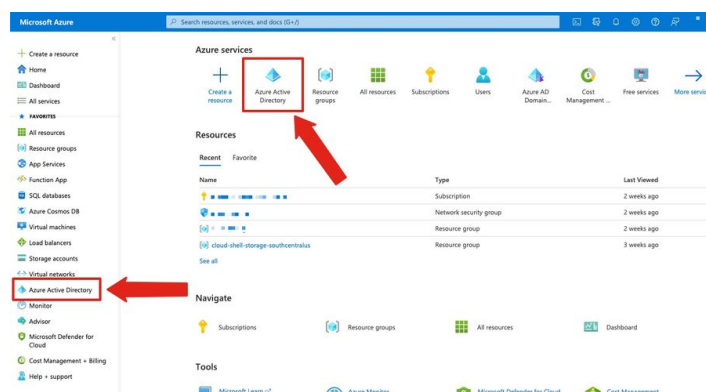 Microsoft Azure
Search resources, services, and docs (G+/)
Create a resource
Home
Dashboard
All services
FAVORITES
All resources
Resource groups
App Services
Function App
SQL databases
Azure Cosmos DB
Virtual machines
Load balancers
Storage accounts
Virtual networks
Azure Active Directory
Monitor
Advisor
Microsoft Defender for
Cloud
Cost Management + Billing
Help + support
Azure services
Create a
resource
Azure Active
Directory
Resource
groups
All resources
Subscriptions
Users
Azure AD
Domain...
Cost
Management ...
Free services
More servic
Resources
Recent Favorite
Name Type Last Viewed
Subscription 2 weeks ago
Network security group 2 weeks ago
Resource group 2 weeks ago
cloud-shell-storage-southcentralus Resource group 3 weeks ago
See all
Navigate
Subscriptions Resource groups All resources Dashboard
Tools
Microsoft Learn Azure Monitor Microsoft Defender for Cloud Cost Management